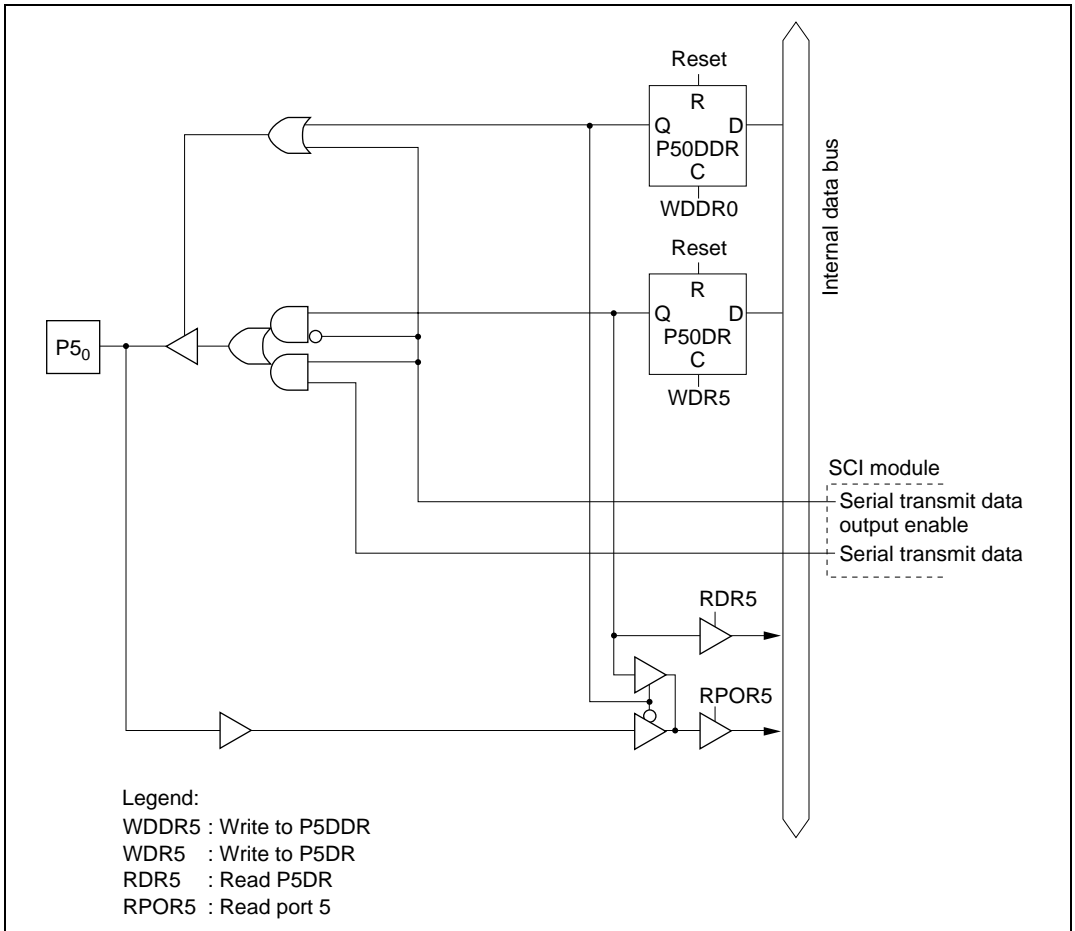 Reset
R
Q D
P50DDR
C
WDDR0
Internal data bus
Reset
R
Q D
P50DR
C
WDR5
P5₀
SCI module
Serial transmit data
output enable
Serial transmit data
RDR5
RPOR5
Legend:
WDDR5 : Write to P5DDR
WDR5 : Write to P5DR
RDR5 : Read P5DR
RPOR5 : Read port 5